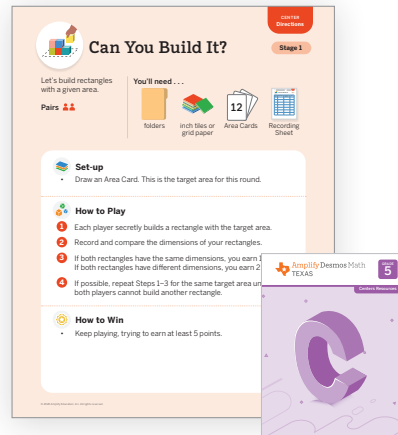 CENTER
Directions
Can You Build It?
Stage 1
Let's build rectangles
with a given area.
Pairs
You'll need . . .
12
folders
inch tiles or
grid paper
Area Cards
Recording
Sheet
Set-up
• Draw an Area Card. This is the target area for this round.
How to Play
1 Each player secretly builds a rectangle with the target area.
2 Record and compare the dimensions of your rectangles.
3 If both rectangles have the same dimensions, you earn 1
If both rectangles have different dimensions, you earn 2
4 If possible, repeat Steps 1–3 for the same target area
both players cannot build another rectangle.
How to Win
• Keep playing, trying to earn at least 5 points.
Amplify Desmos Math
TEXAS
GRADE
5
Centers Resources